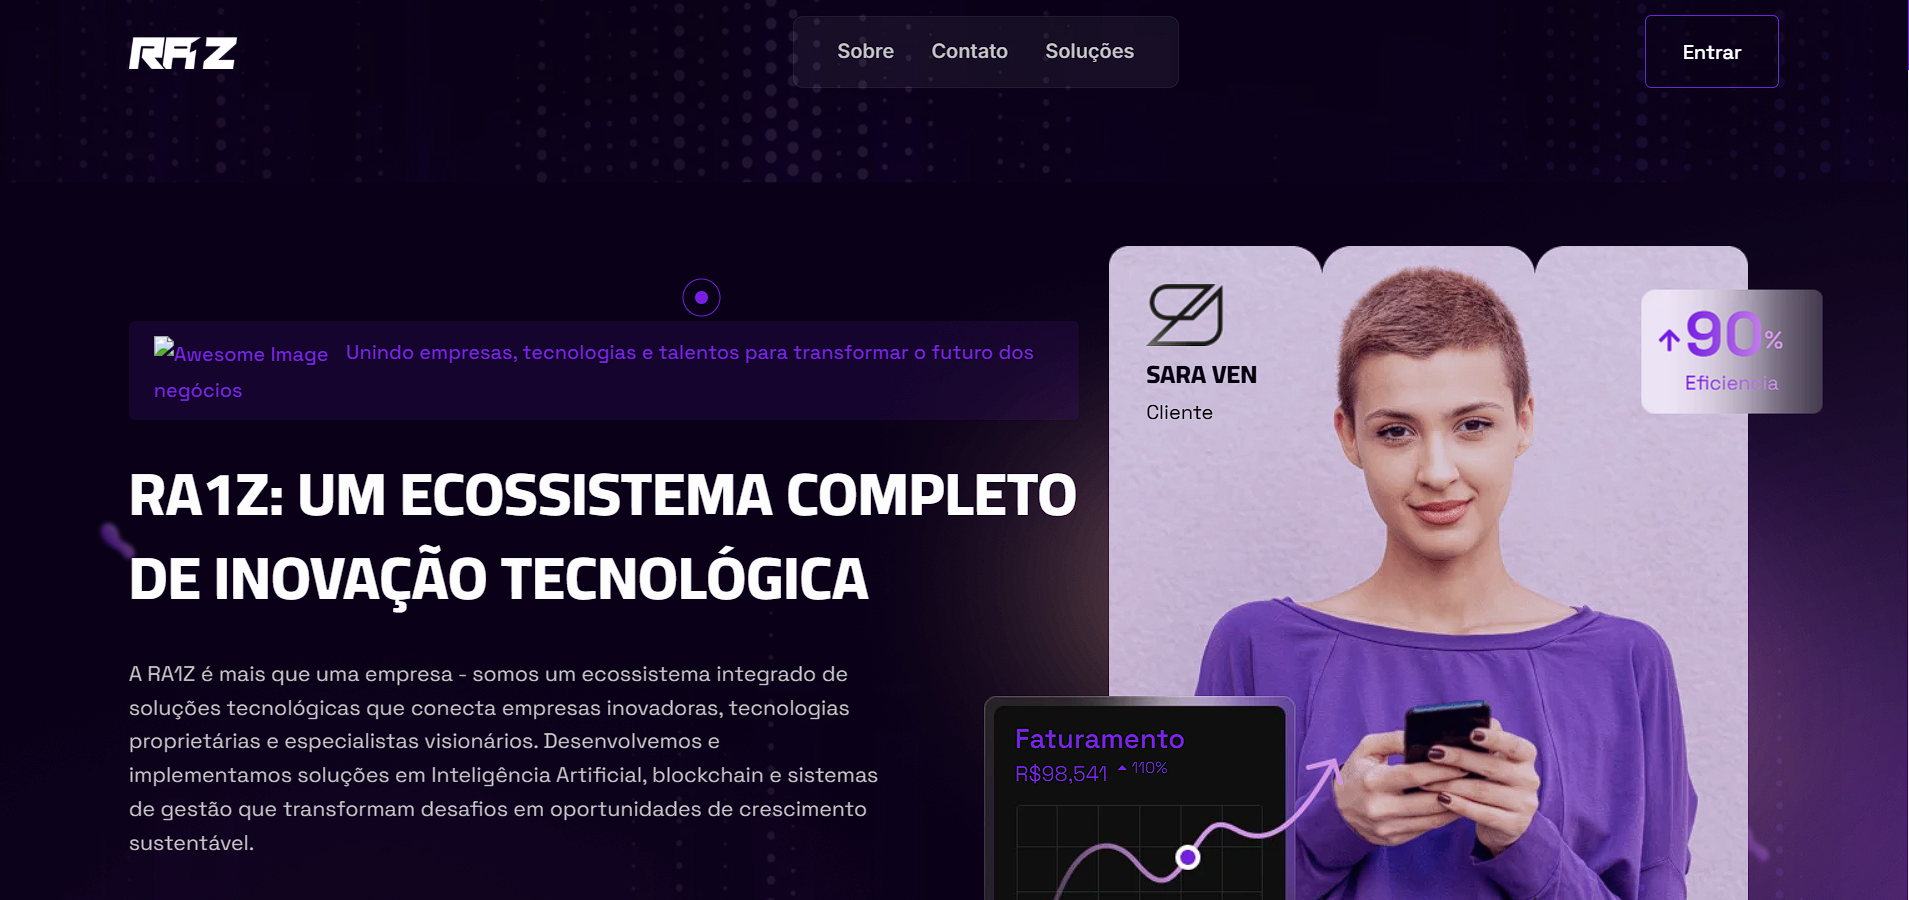 RA1Z
Sobre Contato Soluções
Entrar
Awesome Image Unindo empresas, tecnologias e talentos para transformar o futuro dos
negócios
RA1Z: UM ECOSSISTEMA COMPLETO
DE INOVAÇÃO TECNOLÓGICA
A RA1Z é mais que uma empresa - somos um ecossistema integrado de
soluções tecnológicas que conecta empresas inovadoras, tecnologias
proprietárias e especialistas visionários. Desenvolvemos e
implementamos soluções em Inteligência Artificial, blockchain e sistemas
de gestão que transformam desafios em oportunidades de crescimento
sustentável.
SARA VEN
Cliente
90%
Eficiencia
Faturamento
R$98,541 110%